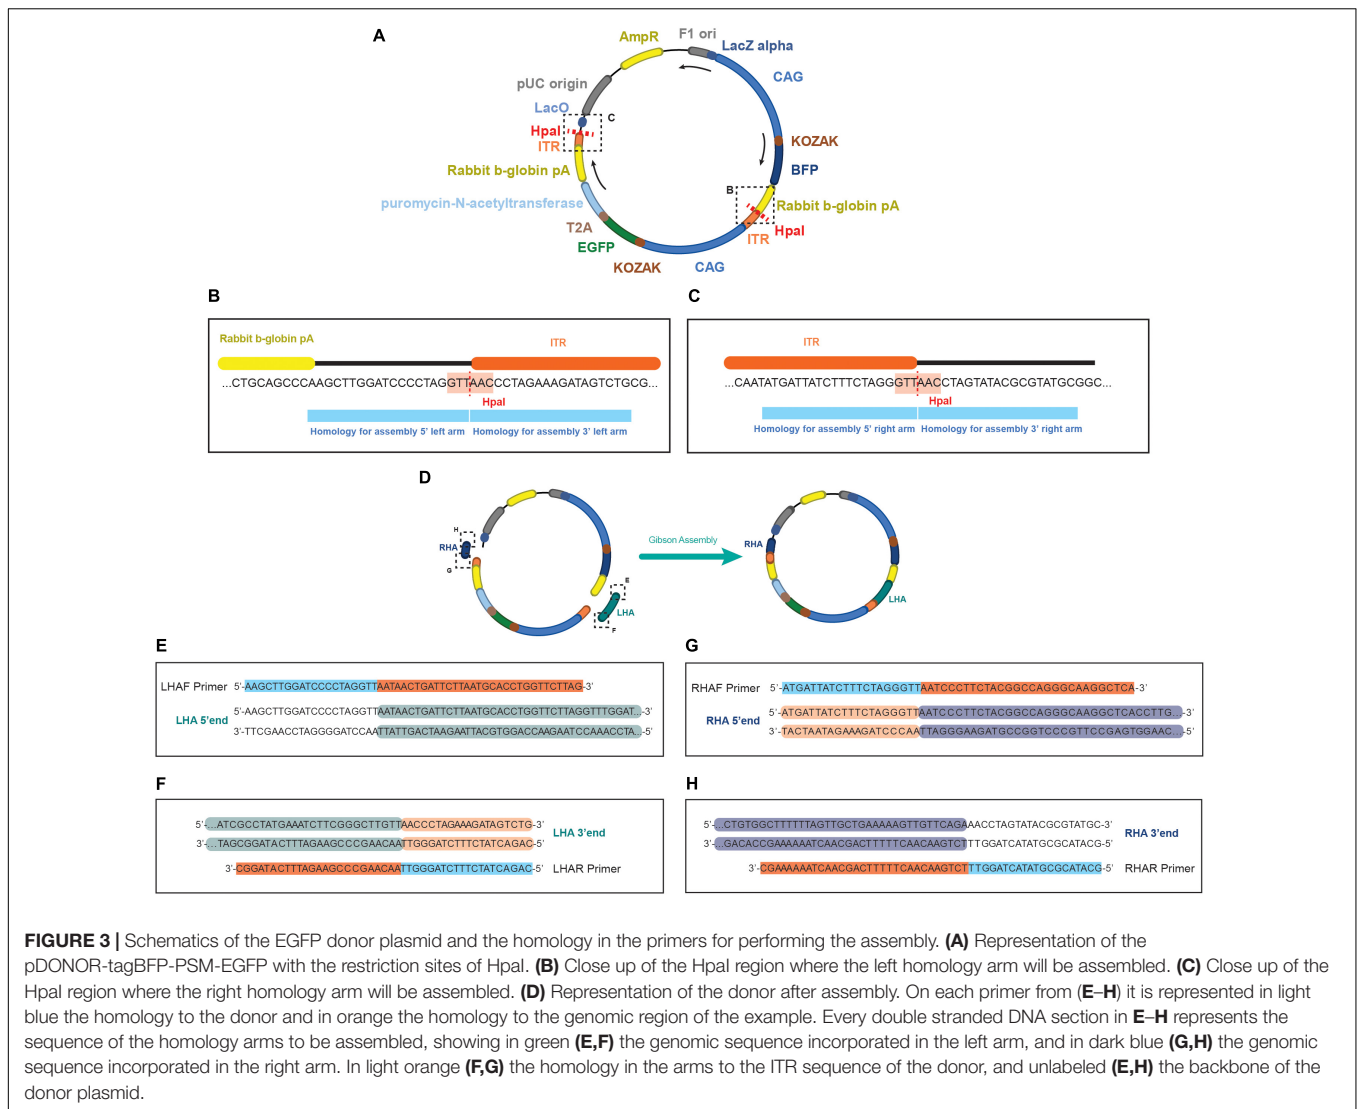 A
AmpR
F1 ori
LacZ alpha
CAG
pUC origin
LacO
C
HpaI
ITR
KOZAK
BFP
Rabbit b-globin pA
puromycin-N-acetyltransferase
B
Rabbit b-globin pA
HpaI
ITR
T2A
EGFP
KOZAK
CAG
B
Rabbit b-globin pA
ITR
...CTGCAGCCCAAGCTTGGATCCCCTAGGTTAACCCTAGAAAGATAGTCTGCG...
HpaI
Homology for assembly 5' left arm
Homology for assembly 3' left arm
C
ITR
...CAATATGATTATCTTTCTAGGGTTAACCTAGTATACGCGTATGCGGC...
HpaI
Homology for assembly 5' right arm
Homology for assembly 3' right arm
D
H
RHA
G
E
LHA
F
Gibson Assembly
RHA
LHA
E
LHAF Primer
5'-AAGCTTGGATCCCCTAGGTTAATAACTGATTCTTAATGCACCTGGTTCTTAG-3'
LHA 5'end
5'-AAGCTTGGATCCCCTAGGTTAATAACTGATTCTTAATGCACCTGGTTCTTAGGTTTGGAT...-3'
3'-TTCGAACCTAGGGGATCCAATTATTGACTAAGAATTACGTGGACCAAGAATCCAAACCTA...-5'
G
RHAF Primer
5'-ATGATTATCTTTCTAGGGTTAATCCCTTCTACGGCCAGGGCAAGGCTCA-3'
RHA 5'end
5'-ATGATTATCTTTCTAGGGTTAATCCCTTCTACGGCCAGGGCAAGGCTCACCTTG...-3'
3'-TACTAATAGAAAGATCCCAATTAGGGAAGATGCCGGTCCCGTTCCGAGTGGAAC...-5'
F
5'-...ATCGCCTATGAAATCTTCGGGCTTGTTAACCCTAGAAAGATAGTCTG-3'
3'-...TAGCGGATACTTTAGAAGCCCGAACAATTGGGATCTTTCTATCAGAC-5'
LHA 3'end
3'-CGGATACTTTAGAAGCCCGAACAATTGGGATCTTTCTATCAGAC-5'
LHAR Primer
H
5'-...CTGTGGCTTTTTTAGTTGCTGAAAAAGTTGTTCAGAAACCTAGTATACGCGTATGC-3'
3'-...GACACCGAAAAAATCAACGACTTTTTCAACAAGTCTTTGGATCATATGCGCATACG-5'
RHA 3'end
3'-CGAAAAAATCAACGACTTTTTCAACAAGTCTTTGGATCATATGCGCATACG-5'
RHAR Primer
FIGURE 3 | Schematics of the EGFP donor plasmid and the homology in the primers for performing the assembly. (A) Representation of the
pDONOR-tagBFP-PSM-EGFP with the restriction sites of HpaI. (B) Close up of the HpaI region where the left homology arm will be assembled. (C) Close up of the
HpaI region where the right homology arm will be assembled. (D) Representation of the donor after assembly. On each primer from (E–H) it is represented in light
blue the homology to the donor and in orange the homology to the genomic region of the example. Every double stranded DNA section in E–H represents the
sequence of the homology arms to be assembled, showing in green (E,F) the genomic sequence incorporated in the left arm, and in dark blue (G,H) the genomic
sequence incorporated in the right arm. In light orange (F,G) the homology in the arms to the ITR sequence of the donor, and unlabeled (E,H) the backbone of the
donor plasmid.